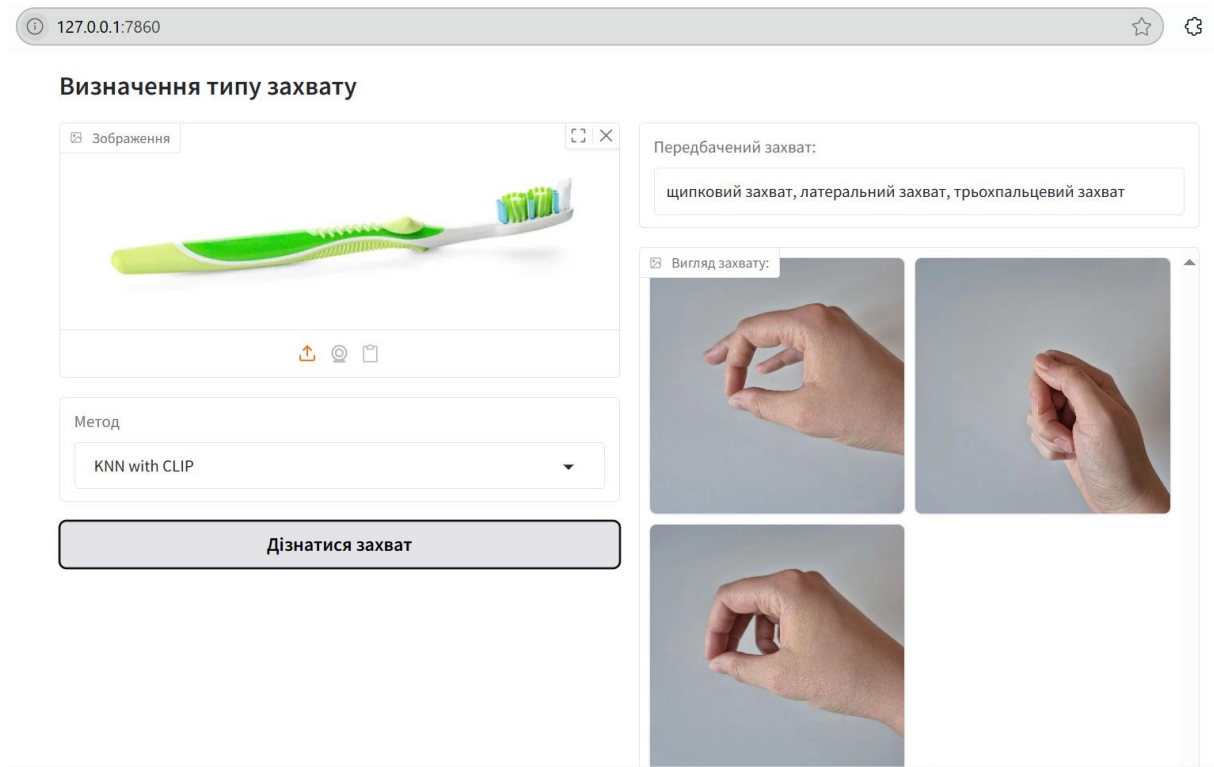 127.0.0.1:7860
Визначення типу захвату
Зображення
Метод
KNN with CLIP
Дізнатися захват
Передбачений захват:
щипковий захват, латеральний захват, трьохпальцевий захват
Вигляд захвату: